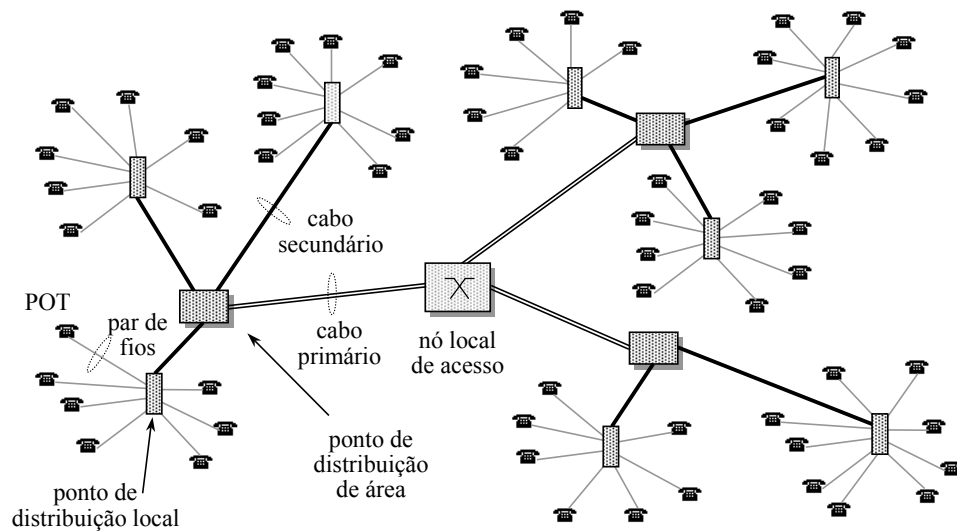 cabo
secundário
POT
par de
fios
cabo
primário
nó local
de acesso
ponto de
distribuição
de área
ponto de
distribuição local